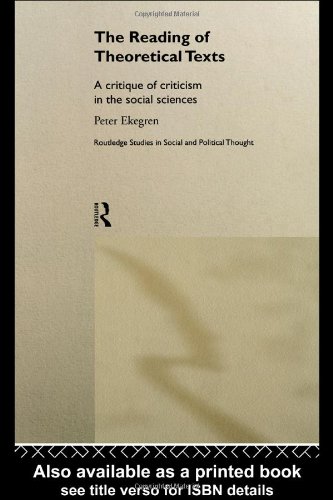 The Reading of
Theoretical Texts
A critique of criticism
in the social sciences
Peter Ekegren
Routledge Studies in Social and Political Thought
ROUTLEDGE
Also available as a printed book
see title verso for ISBN details